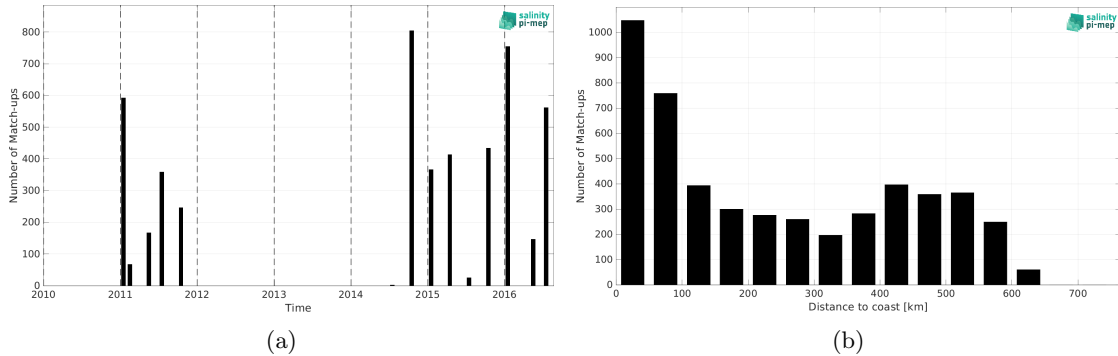 salinity
pi-mep
Number of Match-ups
800
700
600
500
400
300
200
100
0
2010 2011 2012 2013 2014 2015 2016
Time
(a)
salinity
pi-mep
Number of Match-ups
1000
900
800
700
600
500
400
300
200
100
0
0 100 200 300 400 500 600 700
Distance to coast [km]
(b)